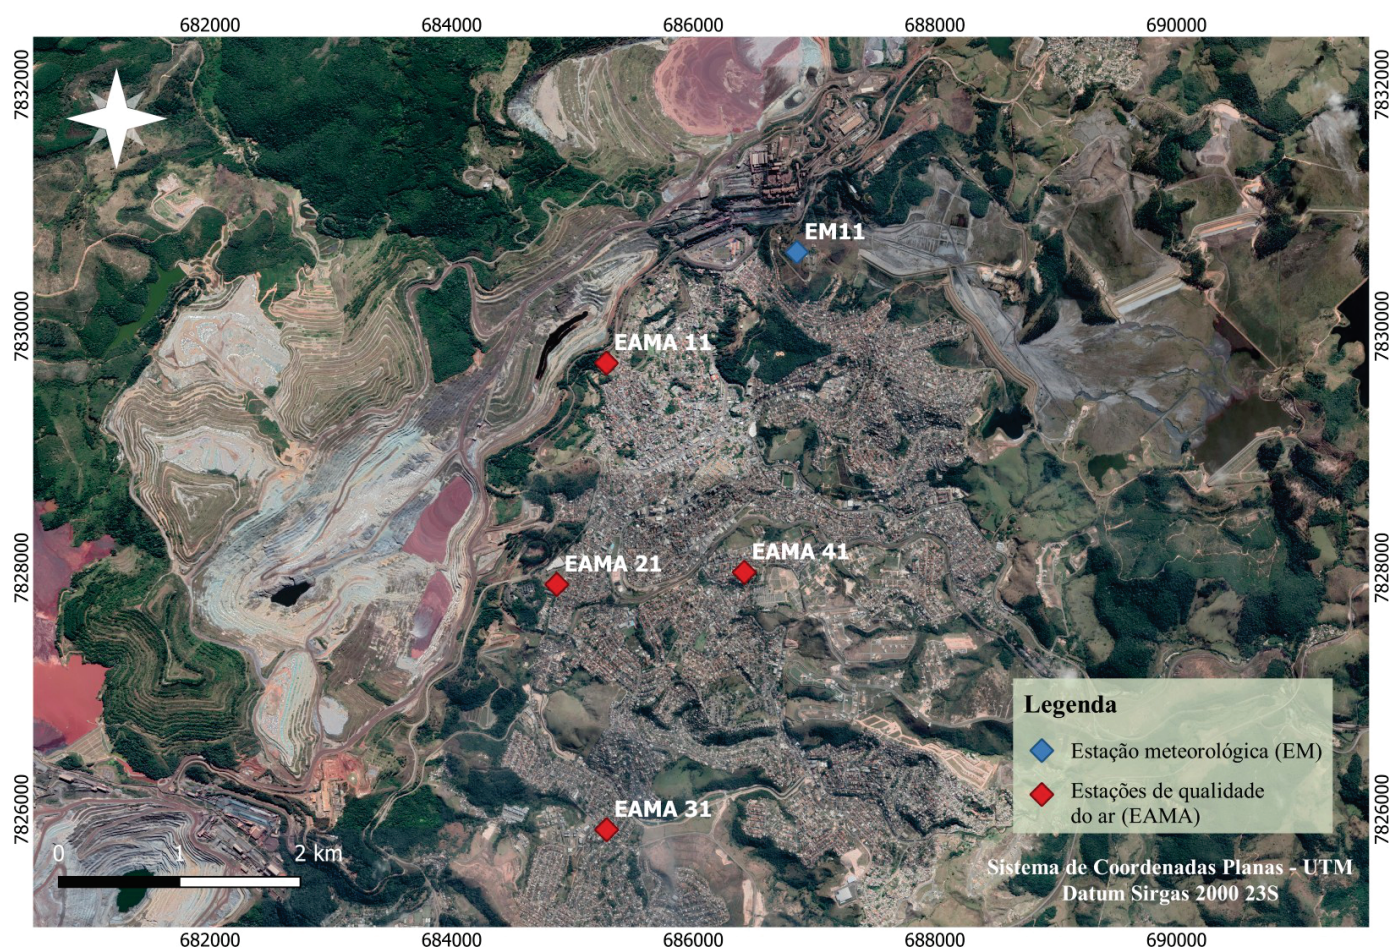 682000 684000 686000 688000 690000
7832000 7832000
EM11
7830000 7830000
EAMA 11
EAMA 41
EAMA 21
7828000 7828000
Legenda
Estação meteorológica (EM)
Estações de qualidade
do ar (EAMA)
EAMA 31
7826000 7826000
0 1 2 km
Sistema de Coordenadas Planas - UTM
Datum Sirgas 2000 23S
682000 684000 686000 688000 690000